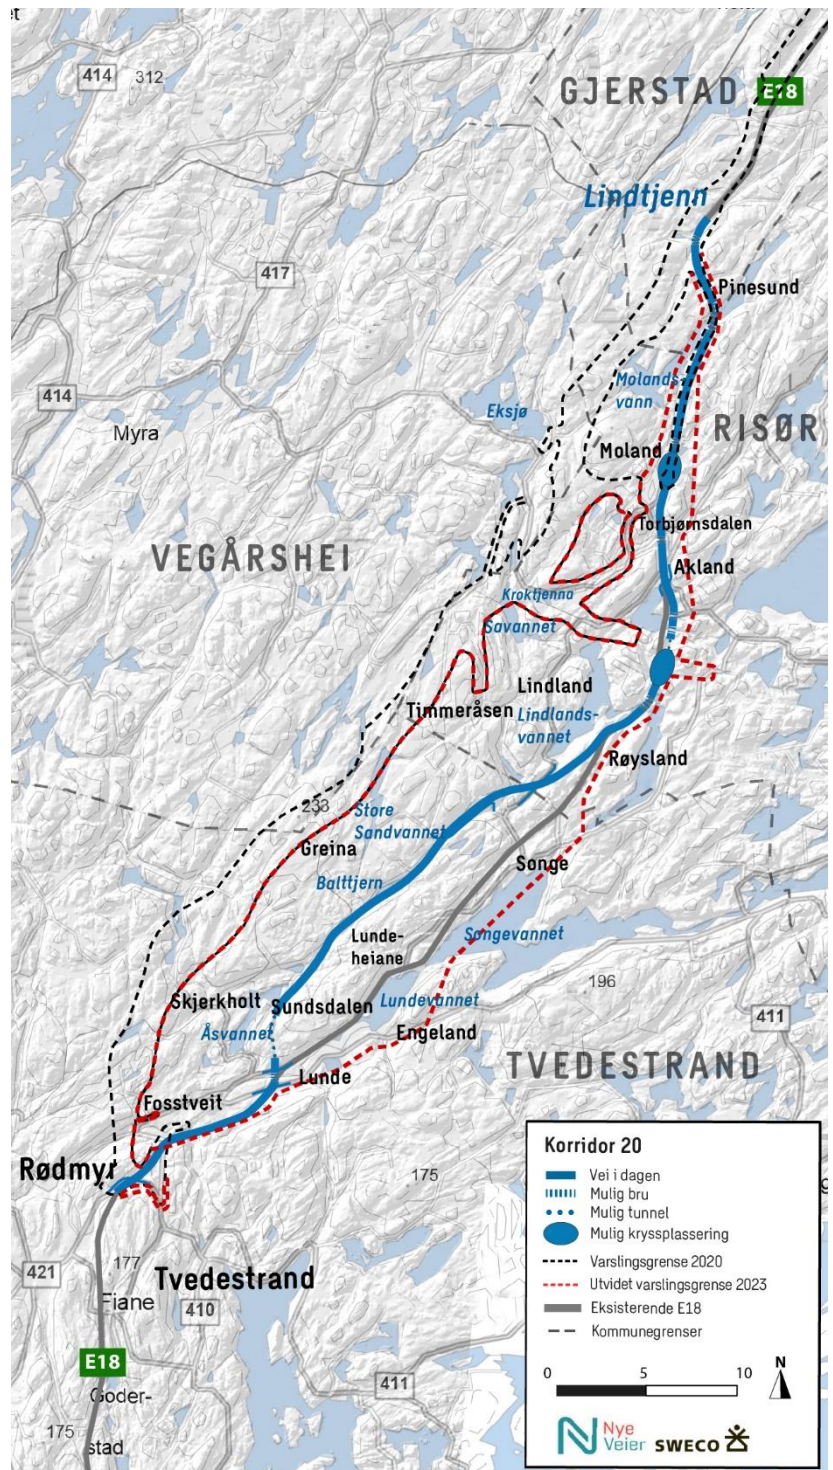 et
414
312
GJERSTAD
E18
Lindtjenn
417
Pinesund
414
Molands-
vann
Eksjø
Myra
RISØR
Moland
Torbjørnsdalen
VEGÅRSHEI
Akland
Kroktjenna
Savannet
Lindland
Timmeråsen
Lindlands-
vannet
Røysland
233
Store
Sandvannet
Greina
Songe
Balttjern
Lunde-
heiane
Songevannet
196
Skjerkholt
Sundsdalen
Lundevannet
411
Åsvannet
Engeland
TVEDESTRAND
Lunde
Fosstveit
Rødmyr
175
177
421
Tvedestrand
Fiane
410
E18
411
Goder-
175
stad
Korridor 20
Vei i dagen
Mulig bru
Mulig tunnel
Mulig kryssplassering
Varslingsgrense 2020
Utvidet varslingsgrense 2023
Eksisterende E18
Kommunegrenser
0 5 10
N
Nye
Veier
SWECO